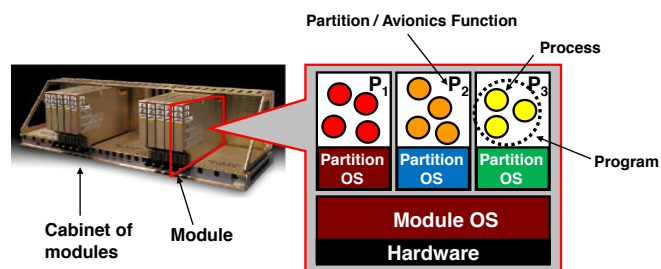 Partition / Avionics Function
Process
P1
P2
P3
Partition
OS
Partition
OS
Partition
OS
Program
Module OS
Hardware
Cabinet of
modules
Module